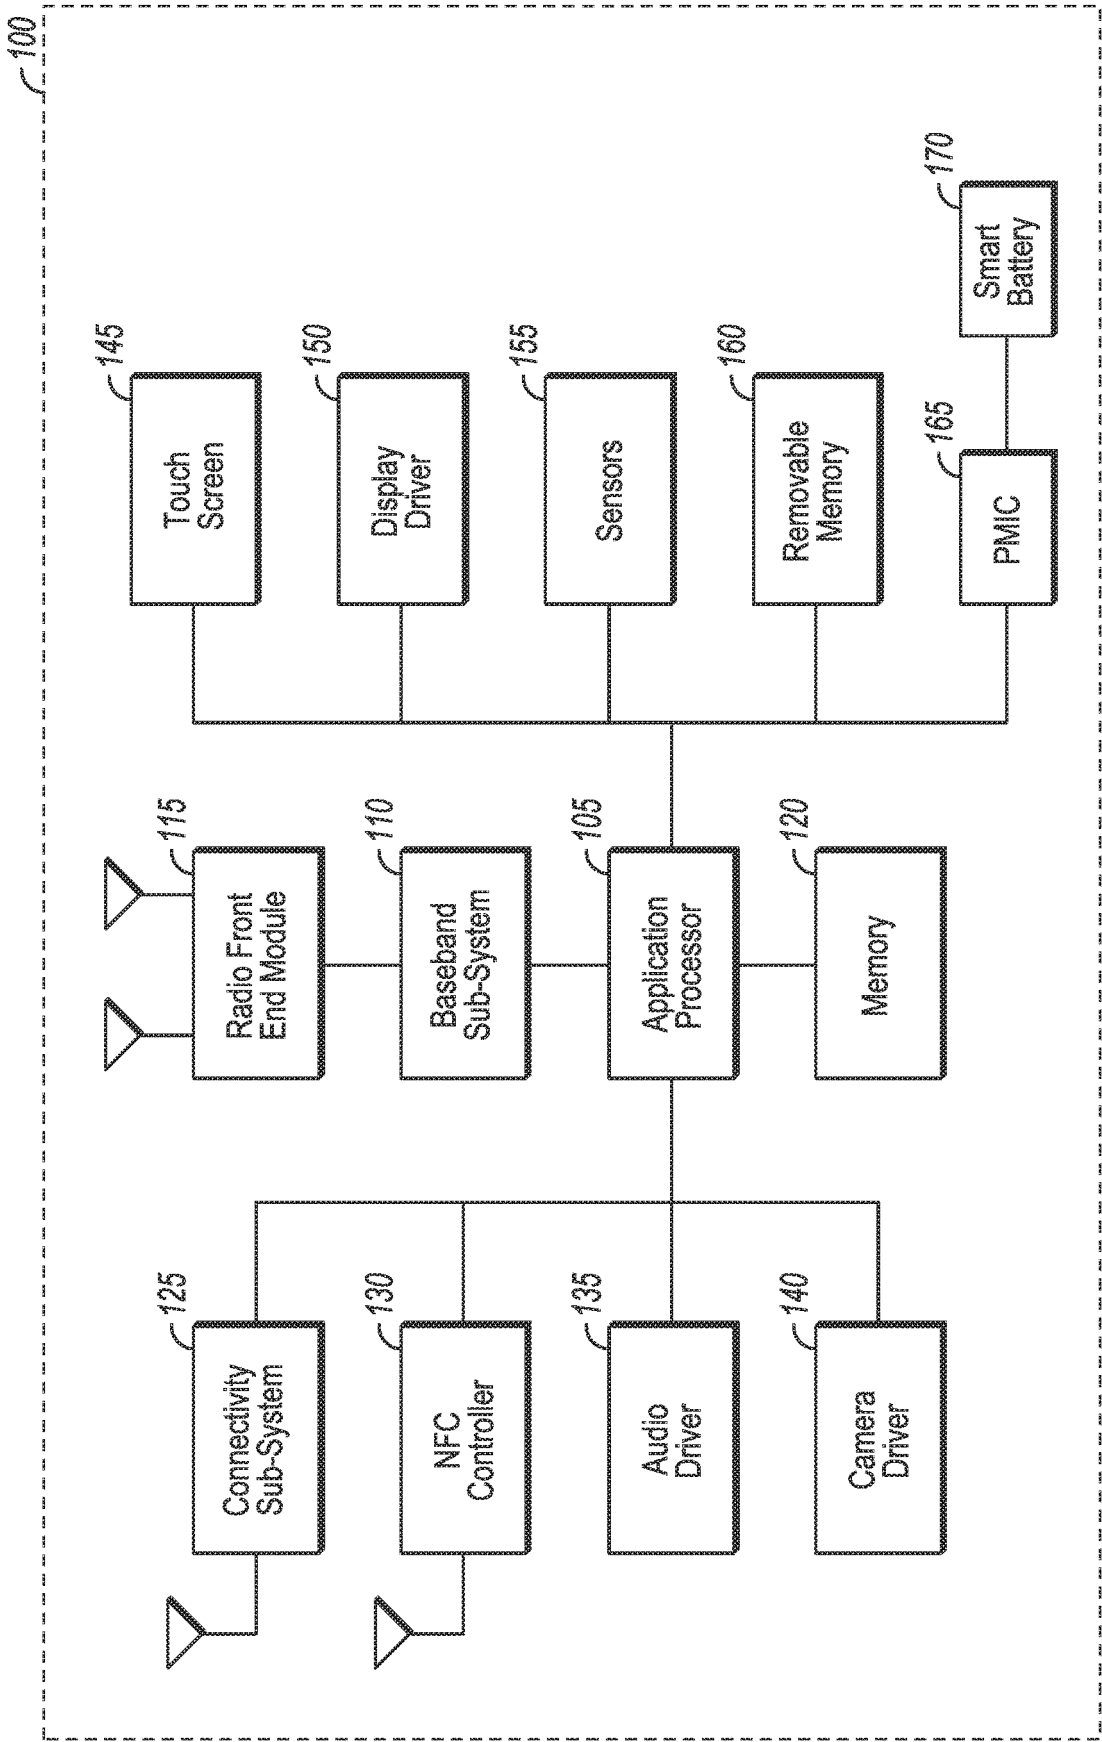 100
125
Connectivity
Sub-System
130
NFC
Controller
135
Audio
Driver
140
Camera
Driver
115
Radio Front
End Module
110
Baseband
Sub-System
105
Application
Processor
120
Memory
145
Touch
Screen
150
Display
Driver
155
Sensors
160
Removable
Memory
165
PMIC
170
Smart
Battery